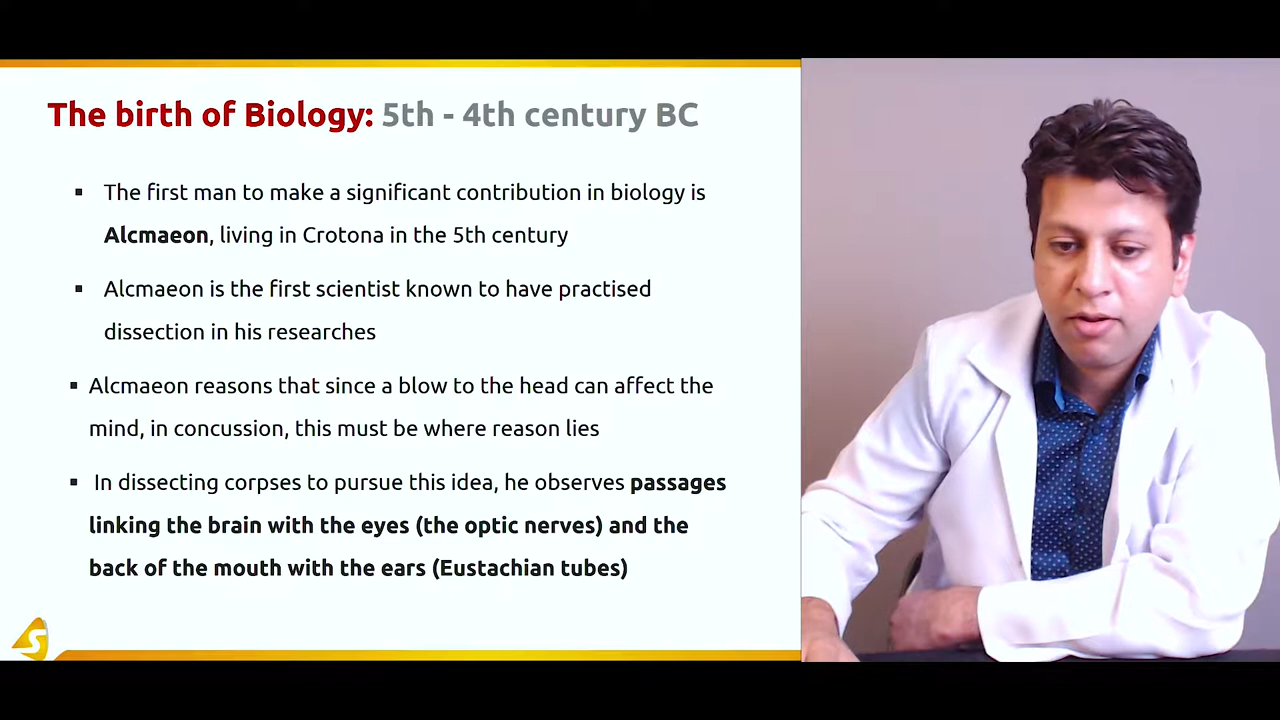 The birth of Biology: 5th - 4th century BC
▪ The first man to make a significant contribution in biology is
Alcmaeon, living in Crotona in the 5th century
▪ Alcmaeon is the first scientist known to have practised
dissection in his researches
▪ Alcmaeon reasons that since a blow to the head can affect the
mind, in concussion, this must be where reason lies
▪ In dissecting corpses to pursue this idea, he observes passages
linking the brain with the eyes (the optic nerves) and the
back of the mouth with the ears (Eustachian tubes)
S